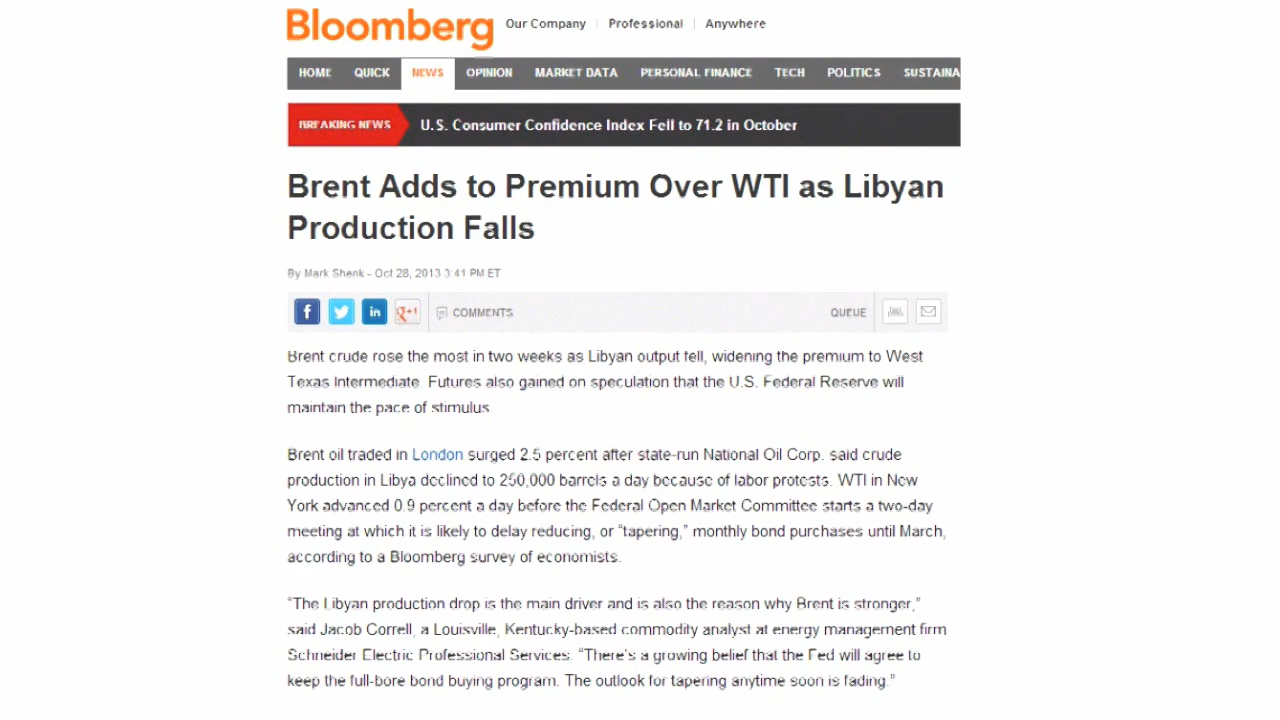 Bloomberg Our Company Professional Anywhere
HOME QUICK NEWS OPINION MARKET DATA PERSONAL FINANCE TECH POLITICS SUSTAINA
BREAKING NEWS U.S. Consumer Confidence Index Fell to 71.2 in October
Brent Adds to Premium Over WTI as Libyan
Production Falls
By Mark Shenk - Oct 28, 2013 3:41 PM ET
f in g+1 COMMENTS QUEUE
Brent crude rose the most in two weeks as Libyan output fell, widening the premium to West
Texas Intermediate. Futures also gained on speculation that the U.S. Federal Reserve will
maintain the pace of stimulus
Brent oil traded in London surged 2.5 percent after state-run National Oil Corp. said crude
production in Libya declined to 250,000 barrels a day because of labor protests. WTI in New
York advanced 0.9 percent a day before the Federal Open Market Committee starts a two-day
meeting at which it is likely to delay reducing, or “tapering,” monthly bond purchases until March,
according to a Bloomberg survey of economists.
“The Libyan production drop is the main driver and is also the reason why Brent is stronger,”
said Jacob Correll, a Louisville, Kentucky-based commodity analyst at energy management firm
Schneider Electric Professional Services. “There’s a growing belief that the Fed will agree to
keep the full-bore bond buying program. The outlook for tapering anytime soon is fading.”